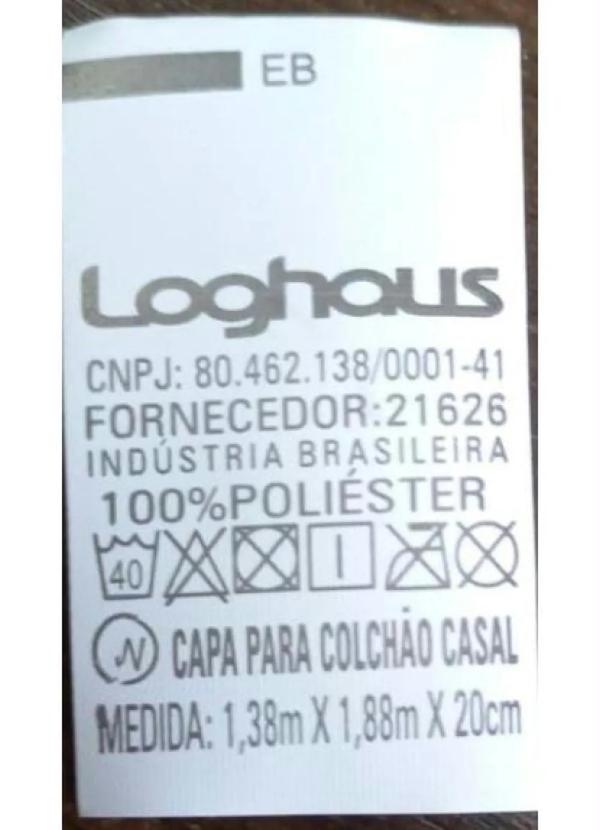 EB
Loghaus
CNPJ: 80.462.138/0001-41
FORNECEDOR:21626
INDÚSTRIA BRASILEIRA
100%POLIÉSTER
40
N CAPA PARA COLCHÃO CASAL
MEDIDA: 1,38m X 1,88m X 20cm